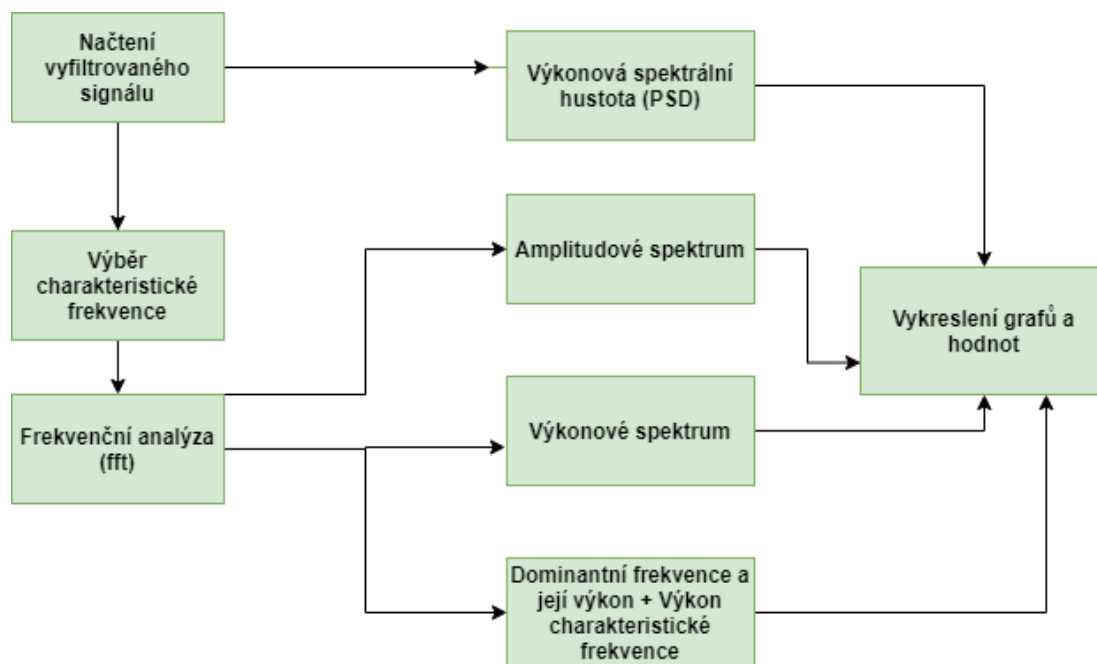 Načtení
vyfiltrovaného
signálu
Výkonová spektrální
hustota (PSD)
Amplitudové spektrum
Výběr
charakteristické
frekvence
Vykreslení grafů a
hodnot
Frekvenční analýza
(fft)
Výkonové spektrum
Dominantní frekvence a
její výkon + Výkon
charakteristické
frekvence